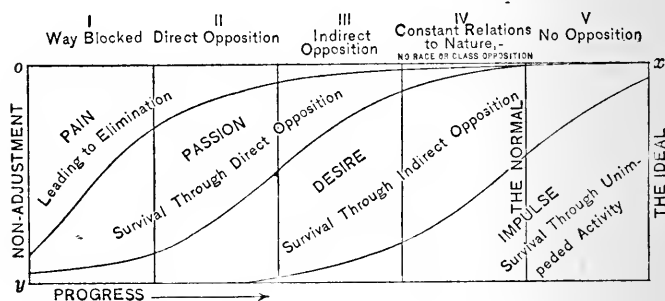 I
Way Blocked
II
Direct Opposition
III
Indirect
Opposition
IV
Constant Relations
to Nature,-
NO RACE OR CLASS OPPOSITION
V
No Opposition
o
x
NON-ADJUSTMENT
PAIN
Leading to Elimination
PASSION
Survival Through Direct Opposition
DESIRE
Survival Through Indirect Opposition
THE NORMAL
IMPULSE
Survival Through Unim-
peded Activity
THE IDEAL
y
PROGRESS